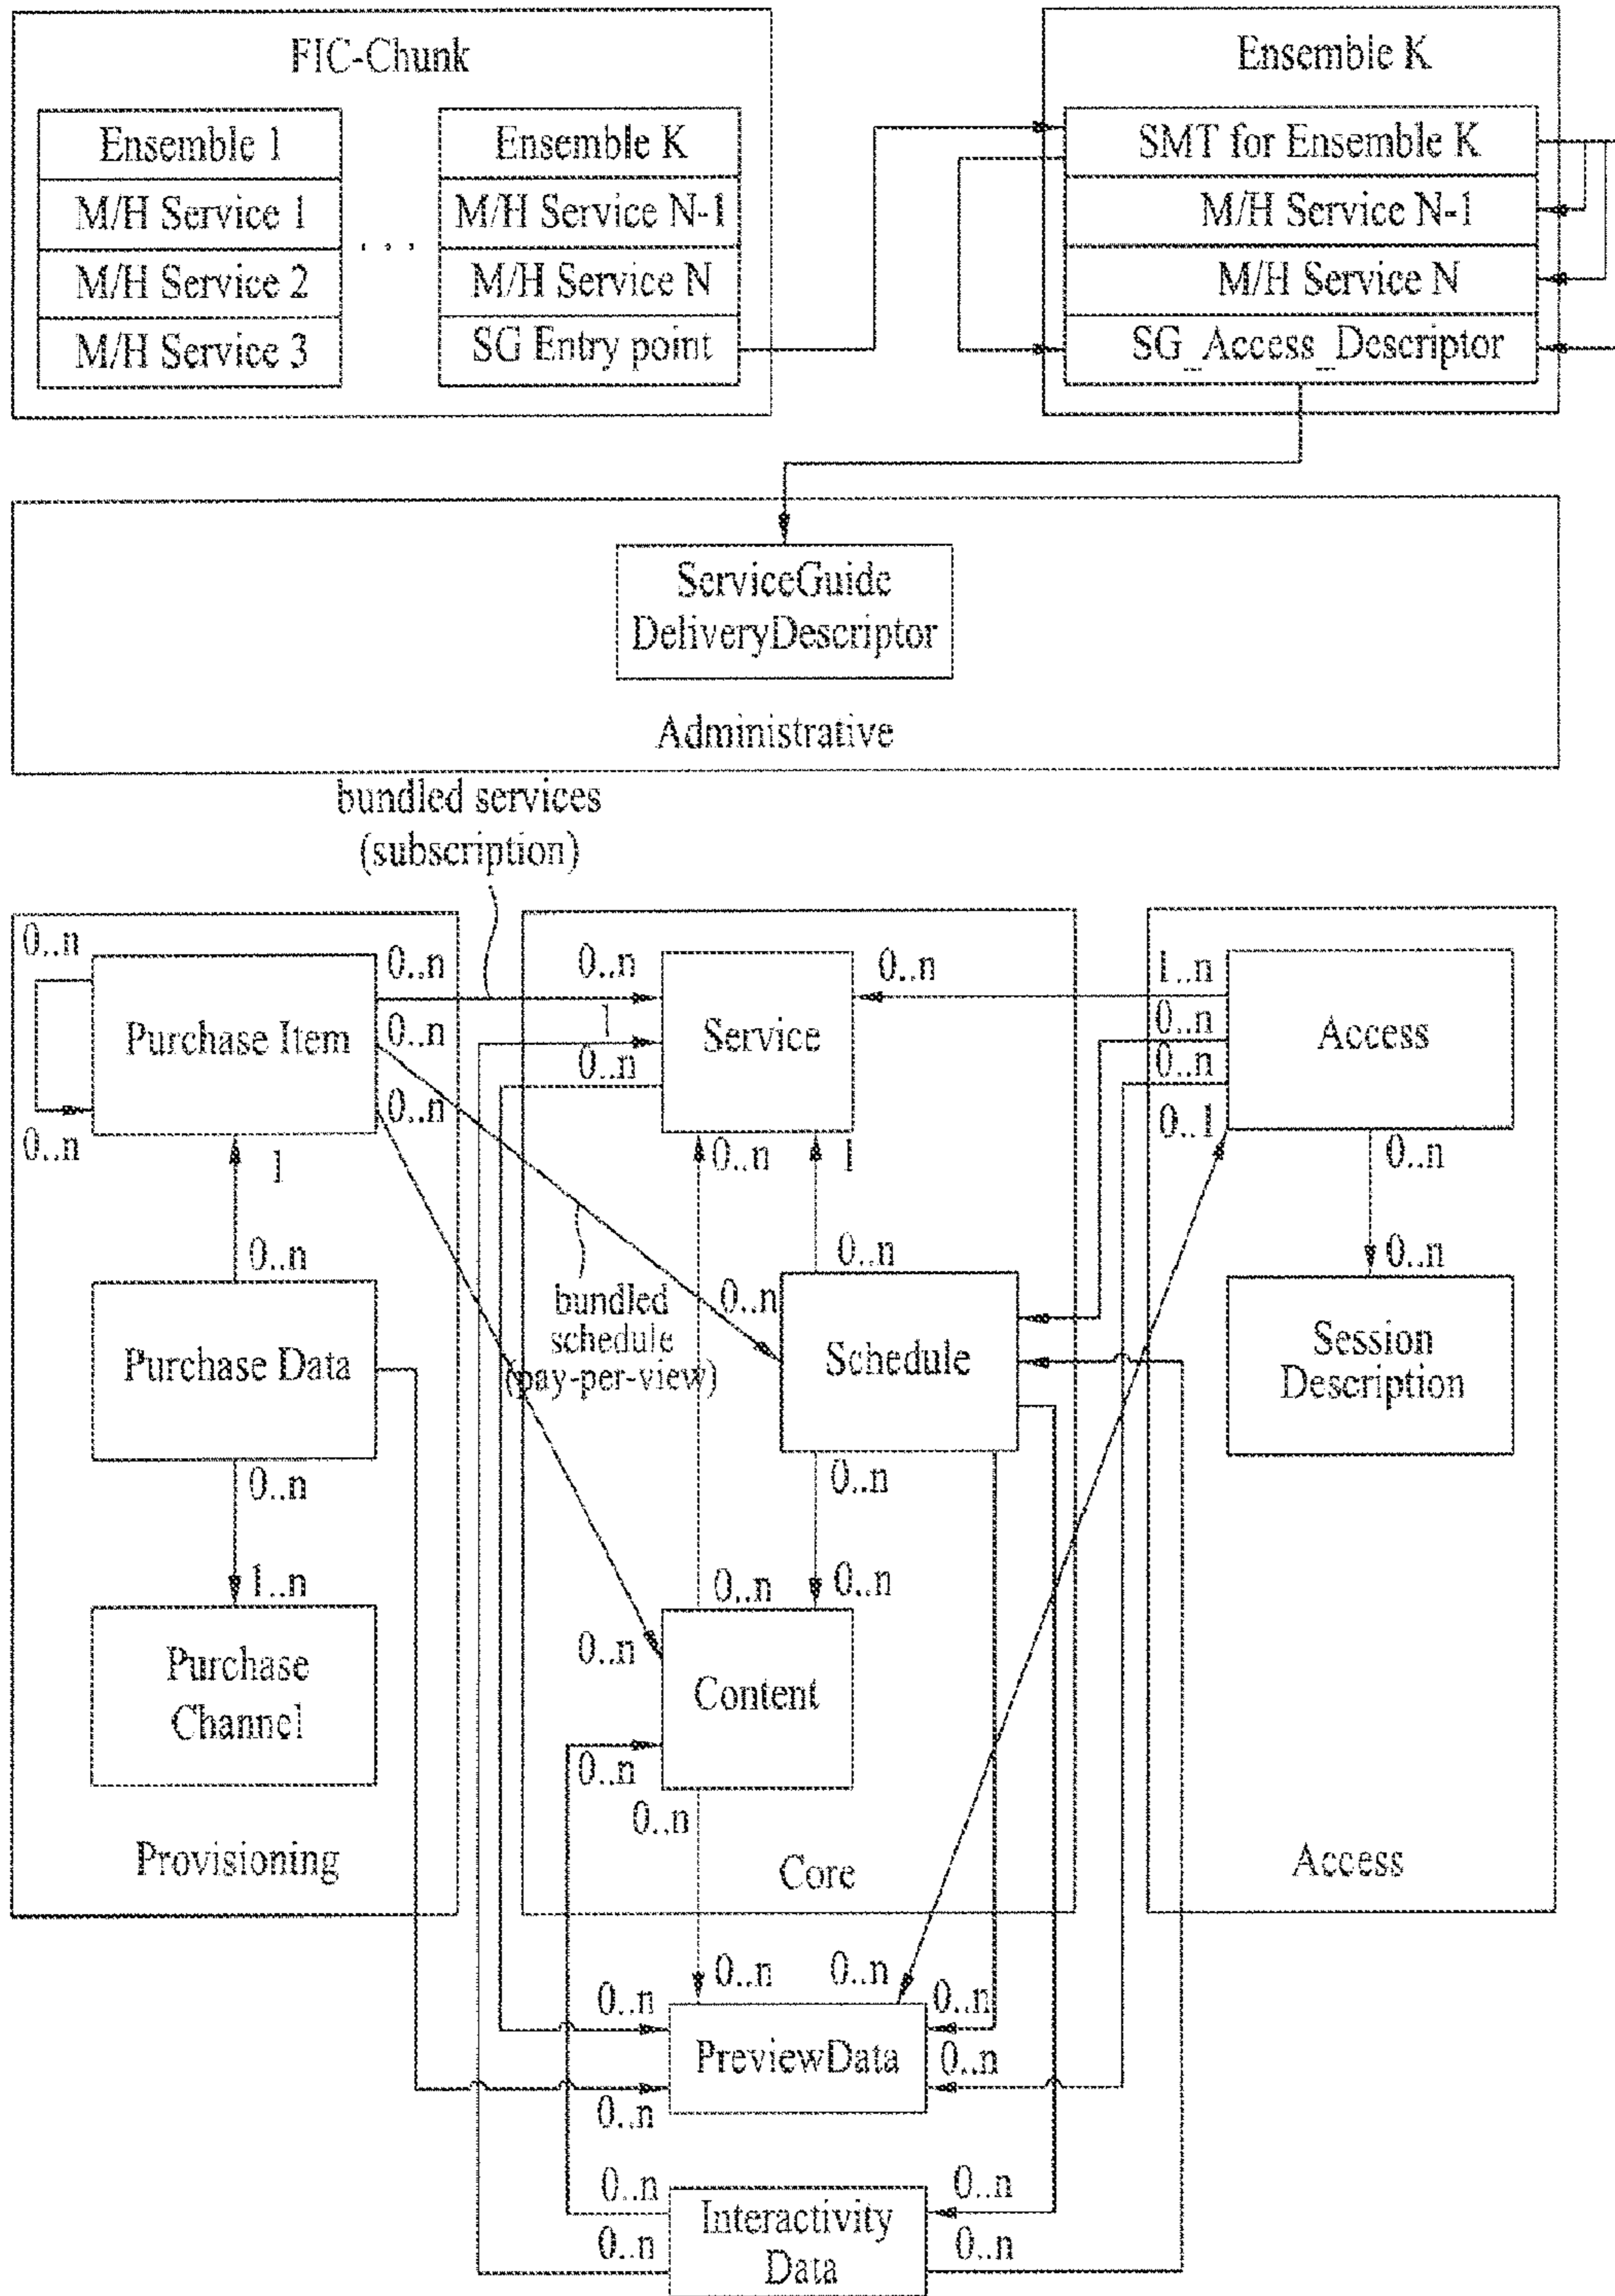 FIC-Chunk
Ensemble 1
M/H Service 1
M/H Service 2
M/H Service 3
. . .
Ensemble K
M/H Service N-1
M/H Service N
SG Entry point
Ensemble K
SMT for Ensemble K
M/H Service N-1
M/H Service N
SG_Access_Descriptor
ServiceGuide
DeliveryDescriptor
Administrative
bundled services
(subscription)
0..n
0..n
0..n
0..n
0..n
Purchase Item
1
0..n
Purchase Data
0..n
1..n
Purchase
Channel
Provisioning
0..n
1
0..n
0..n
Service
0..n
1
0..n
bundled
schedule
(pay-per-view)
0..n
Schedule
0..n
0..n
0..n
0..n
Content
0..n
0..n
Core
1..n
0..n
0..n
0..1
Access
0..n
0..n
Session
Description
Access
0..n
0..n
0..n
0..n
PreviewData
0..n
0..n
0..n
0..n
Interactivity
Data
0..n
0..n